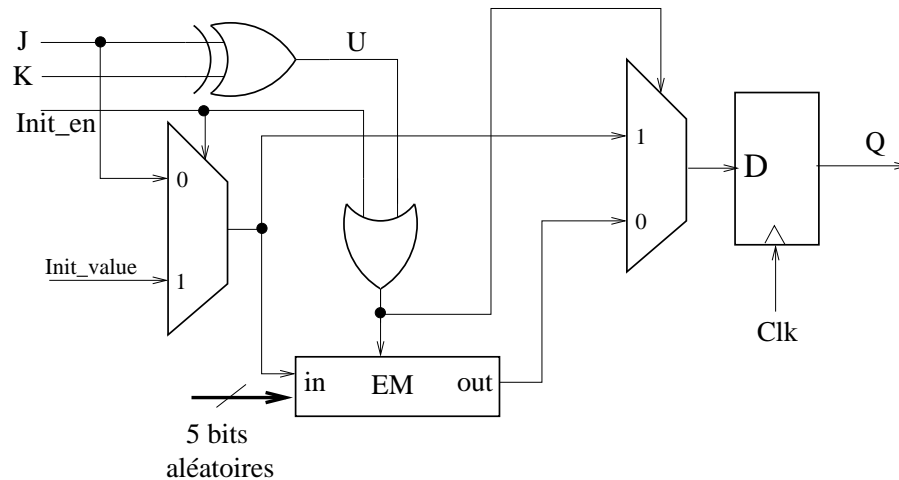 J
U
K
Init_en
0
1
Q
D
0
Init_value
1
Clk
in
EM
out
5 bits
aléatoires